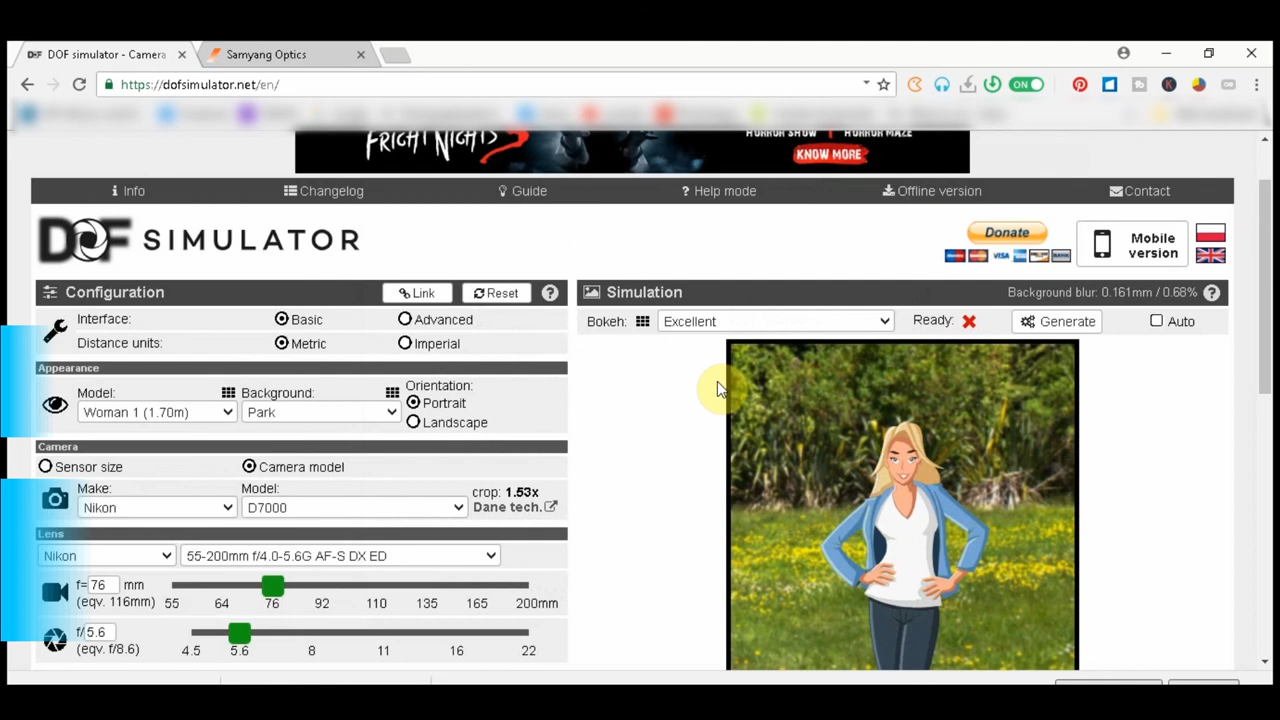 DOF simulator - Camera
Samyang Optics
https://dofsimulator.net/en/
ON
FRIGHT NIGHTS 3
HORROR SHOW HORROR MAZE
KNOW MORE
Info
Changelog
Guide
Help mode
Offline version
Contact
DOF SIMULATOR
Donate
VISA
Mobile version
Configuration
Link
Reset
Simulation
Background blur: 0.161mm / 0.68%
Interface:
Basic
Advanced
Bokeh:
Excellent
Ready:
Generate
Auto
Distance units:
Metric
Imperial
Appearance
Model:
Background:
Orientation:
Woman 1 (1.70m)
Park
Portrait
Landscape
Camera
Sensor size
Camera model
Make:
Model:
crop: 1.53x
Nikon
D7000
Dane tech.
Lens
Nikon
55-200mm f/4.0-5.6G AF-S DX ED
f= 76 mm
(eqv. 116mm)
55 64 76 92 110 135 165 200mm
f/ 5.6
(eqv. f/8.6)
4.5 5.6 8 11 16 22